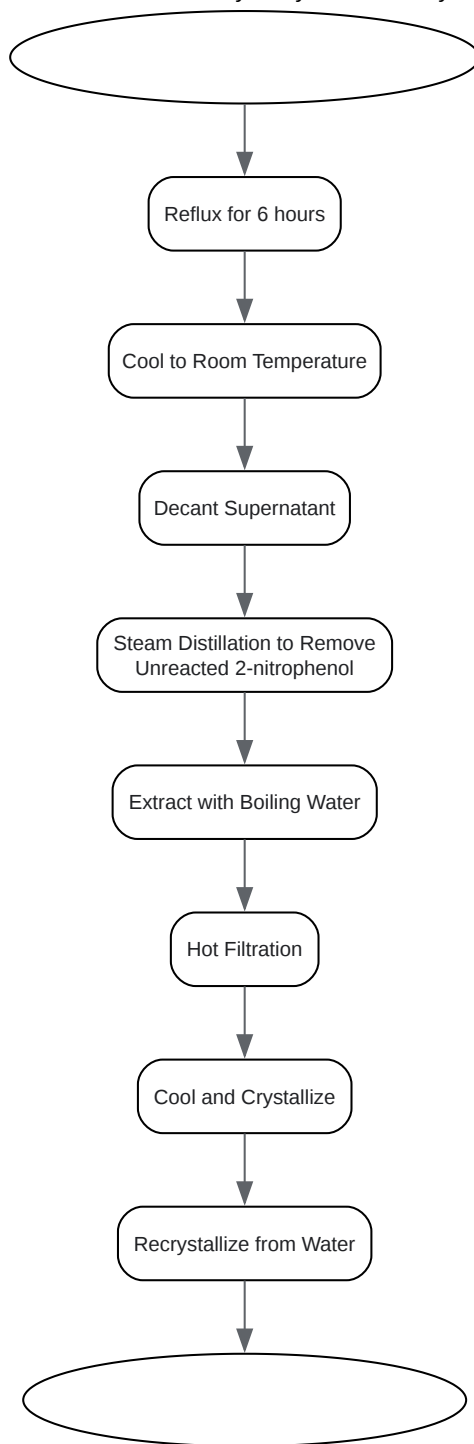 Reflux for 6 hours
Cool to Room Temperature
Decant Supernatant
Steam Distillation to Remove
Unreacted 2-nitrophenol
Extract with Boiling Water
Hot Filtration
Cool and Crystallize
Recrystallize from Water